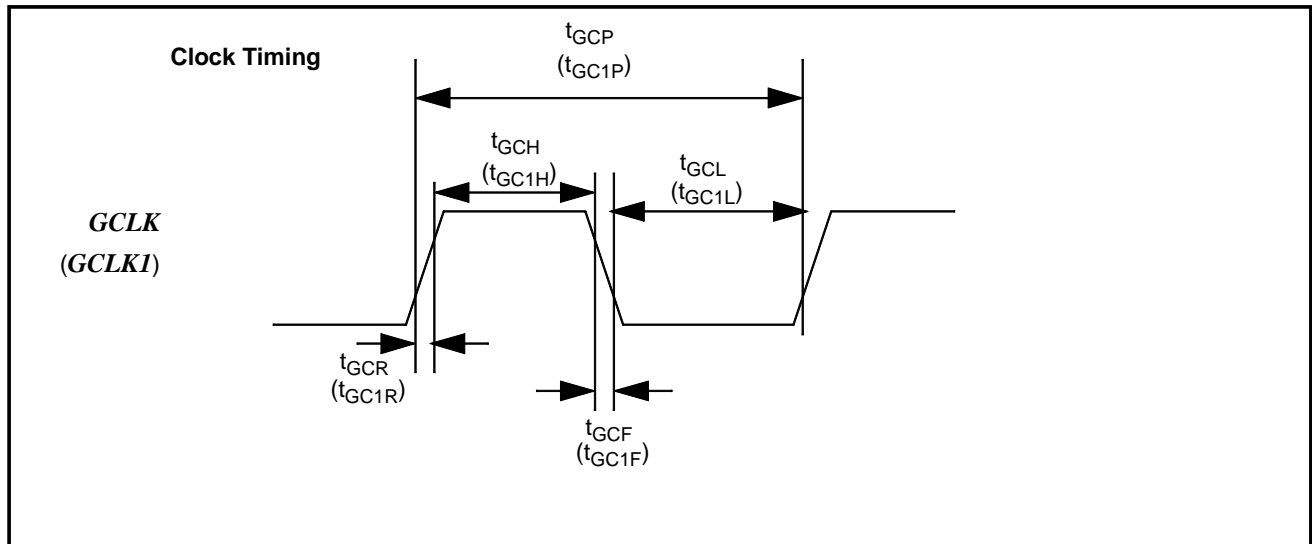 Clock Timing
tGCP
(tGC1P)
tGCH
(tGC1H)
tGCL
(tGC1L)
GCLK
(GCLK1)
tGCR
(tGC1R)
tGCF
(tGC1F)